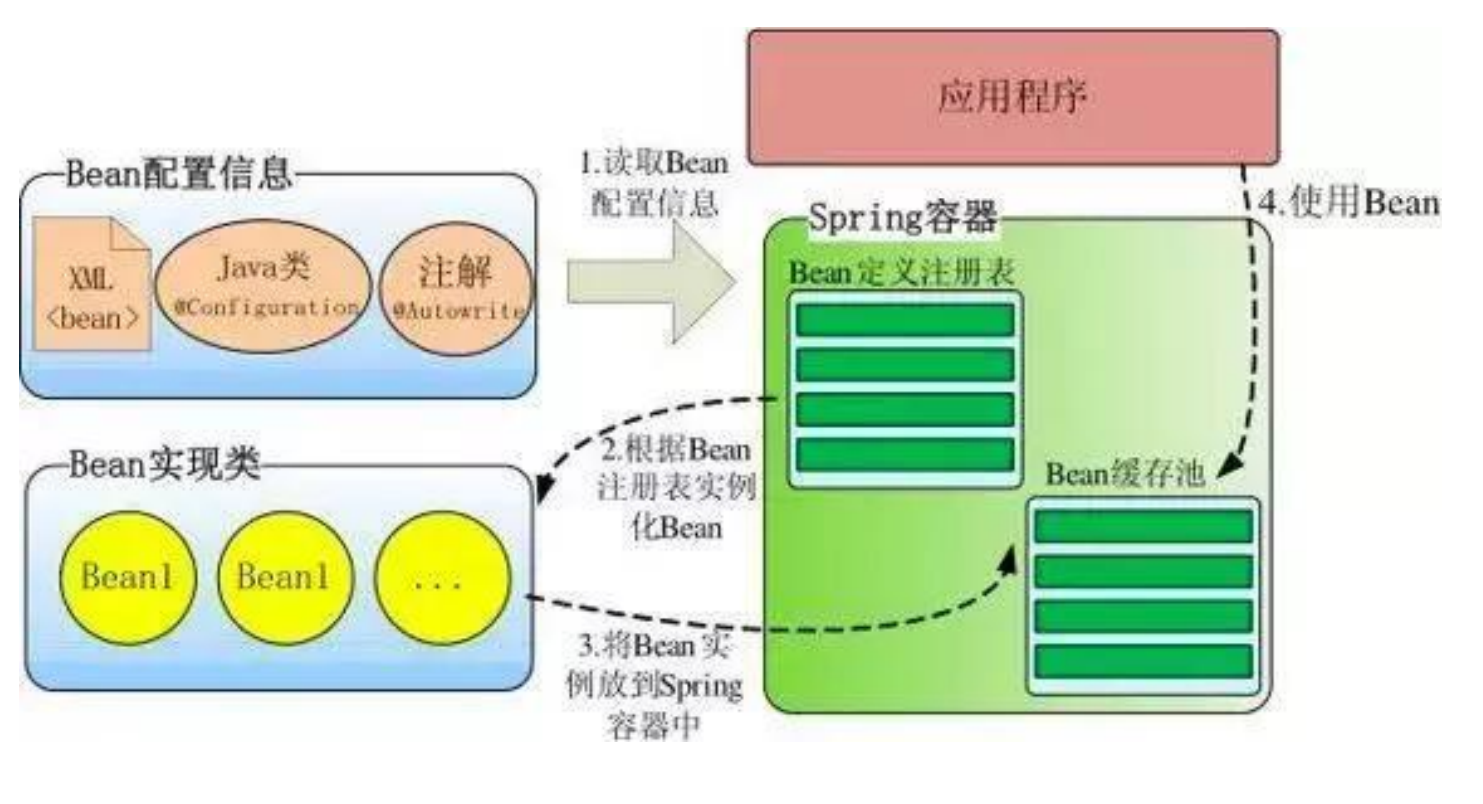 应用程序
Bean配置信息
XML
<bean>
Java类
@Configuration
注解
@Autowrite
1.读取Bean
配置信息
4.使用Bean
Spring容器
Bean定义注册表
2.根据Bean
注册表实例
化Bean
Bean实现类
Bean1
Bean1
...
Bean缓存池
3.将Bean实
例放到Spring
容器中